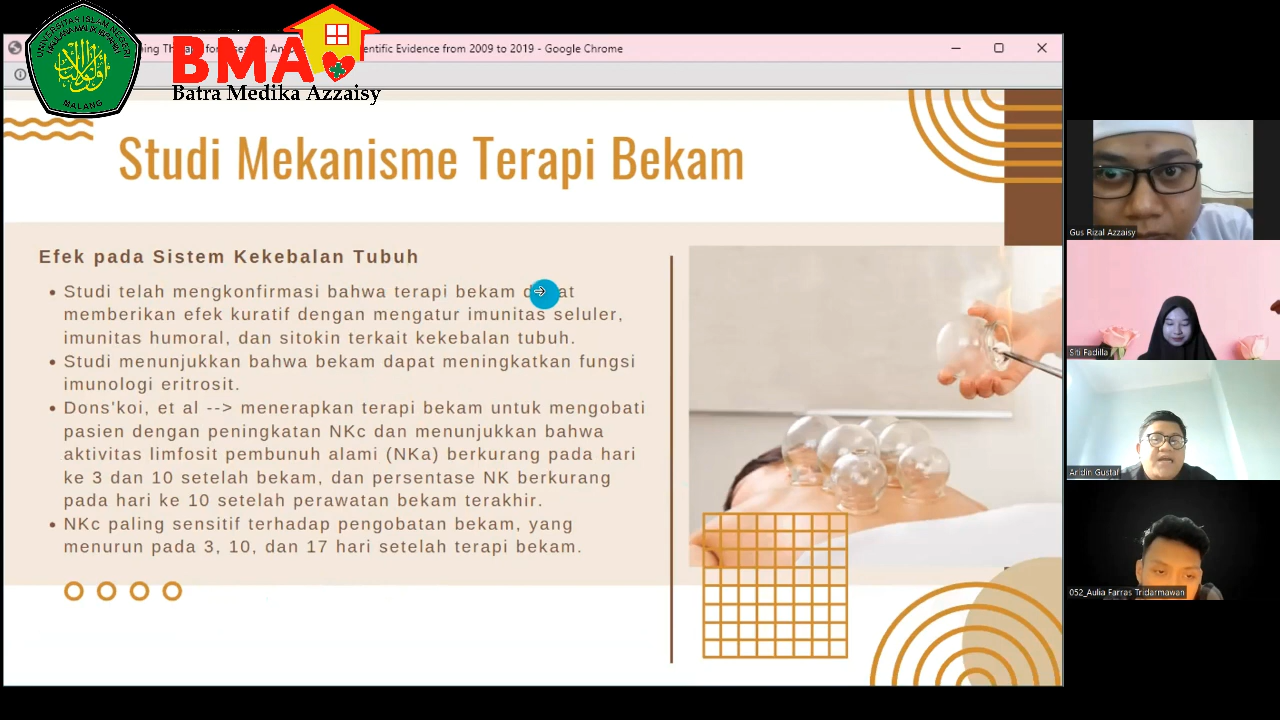 UNIVERSITAS ISLAM NEGERI
MALANG
BMA
Batra Medika Azzaisy
Evidence from 2009 to 2019 - Google Chrome
Studi Mekanisme Terapi Bekam
Efek pada Sistem Kekebalan Tubuh
• Studi telah mengkonfirmasi bahwa terapi bekam
memberikan efek kuratif dengan mengatur imunitas seluler,
imunitas humoral, dan sitokin terkait kekebalan tubuh.
• Studi menunjukkan bahwa bekam dapat meningkatkan fungsi
imunologi eritrosit.
• Dons'koi, et al --> menerapkan terapi bekam untuk mengobati
pasien dengan peningkatan NKc dan menunjukkan bahwa
aktivitas limfosit pembunuh alami (NKa) berkurang pada hari
ke 3 dan 10 setelah bekam, dan persentase NK berkurang
pada hari ke 10 setelah perawatan bekam terakhir.
• NKc paling sensitif terhadap pengobatan bekam, yang
menurun pada 3, 10, dan 17 hari setelah terapi bekam.
Gus Rizal Azzaisy
Siti Fadilla
Aridin Gustaf
052_Aulia Farras Tridarmawan